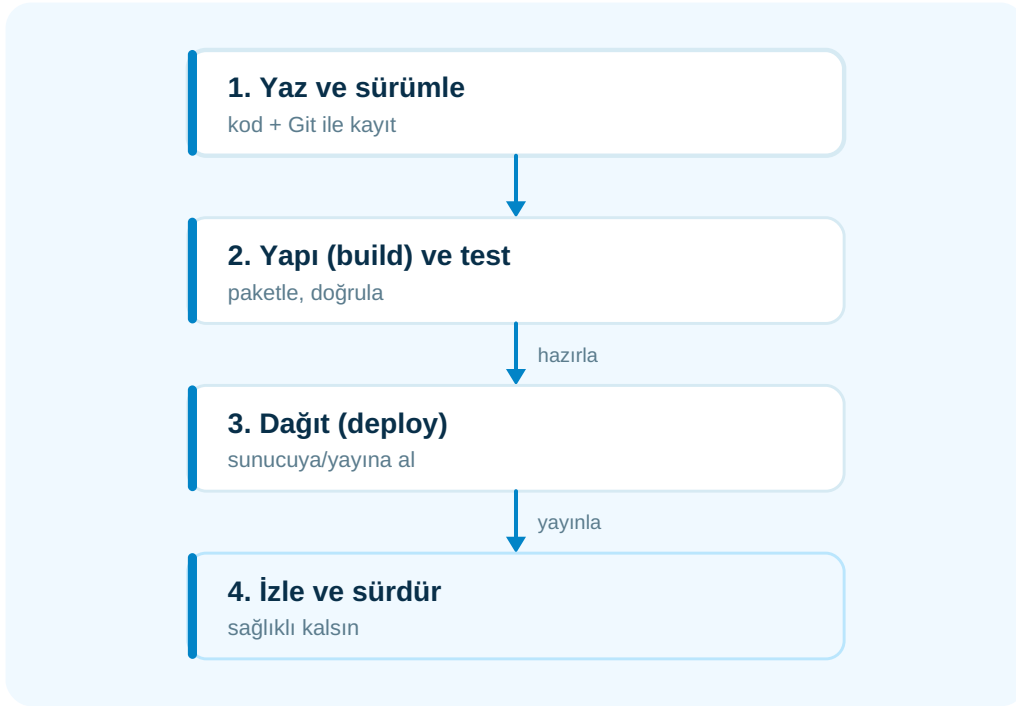 1. Yaz ve sürümle
kod + Git ile kayıt
2. Yapı (build) ve test
paketle, doğrula
hazırla
3. Dağıt (deploy)
sunucuya/yayına al
yayınla
4. İzle ve sürdür
sağlıklı kalsın